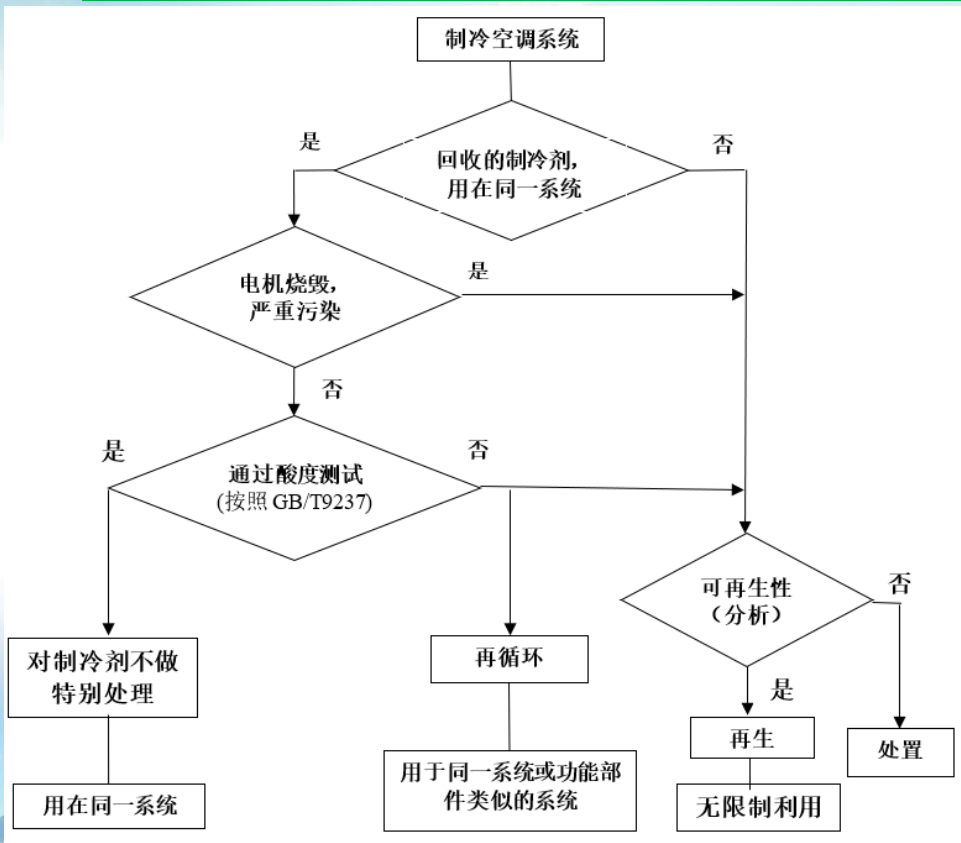 制冷空调系统
是
否
回收的制冷剂，
用在同一系统
电机烧毁，
严重污染
是
否
是
通过酸度测试
(按照 GB/T9237)
否
可再生性
（分析）
否
对制冷剂不做
特别处理
再循环
是
再生
处置
用在同一系统
用于同一系统或功能部
件类似的系统
无限制利用